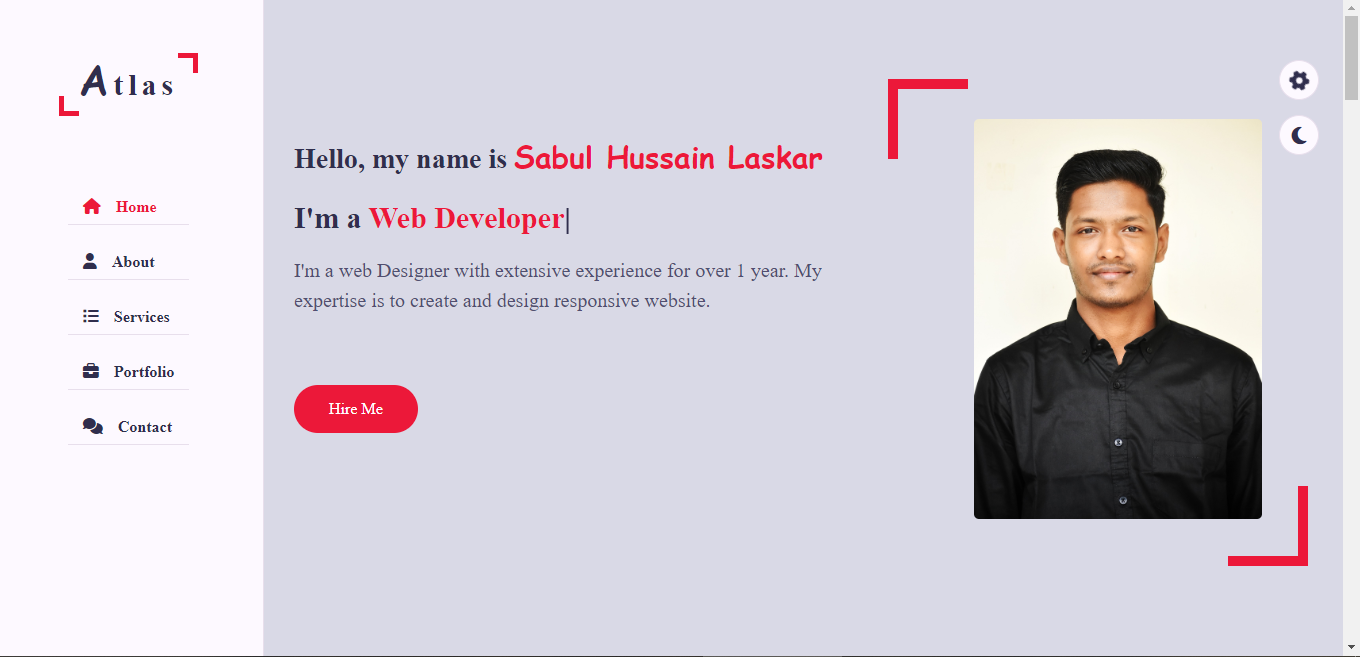 Atlas
Home
About
Services
Portfolio
Contact
Hello, my name is Sabul Hussain Laskar
I'm a Web Developer|
I'm a web Designer with extensive experience for over 1 year. My
expertise is to create and design responsive website.
Hire Me